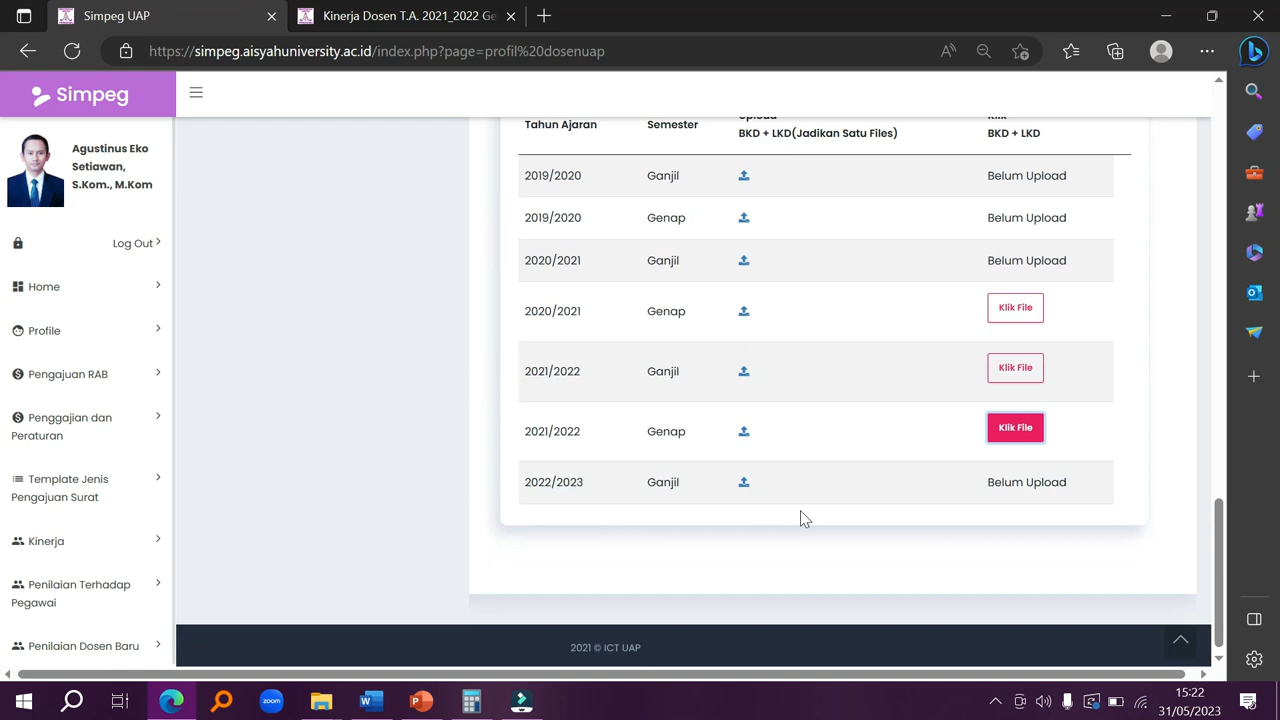 Simpeg UAP
Kinerja Dosen T.A. 2021_2022 Ge
https://simpeg.aisyahuniversity.ac.id/index.php?page=profil%20dosenuap
Simpeg
Agustinus Eko
Setiawan,
S.Kom., M.Kom
Log Out
Home
Profile
Pengajuan RAB
Penggajian dan
Peraturan
Template Jenis
Pengajuan Surat
Kinerja
Penilaian Terhadap
Pegawai
Penilaian Dosen Baru
Tahun Ajaran Semester BKD + LKD(Jadikan Satu Files) BKD + LKD
2019/2020 Ganjil Belum Upload
2019/2020 Genap Belum Upload
2020/2021 Ganjil Belum Upload
2020/2021 Genap Klik File
2021/2022 Ganjil Klik File
2021/2022 Genap Klik File
2022/2023 Ganjil Belum Upload
2021 © ICT UAP
zoom
15:22
31/05/2023